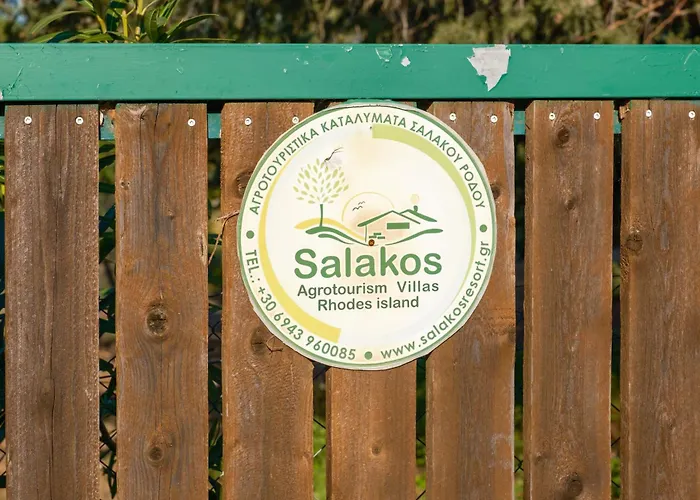 ΑΓΡΟΤΟΥΡΙΣΤΙΚΑ ΚΑΤΑΛΥΜΑΤΑ ΣΑΛΑΚΟΥ ΡΟΔΟΥ
Salakos
Agrotourism Villas
Rhodes island
• TEL.: +30 6943 960085 • www.salakosresort.gr •